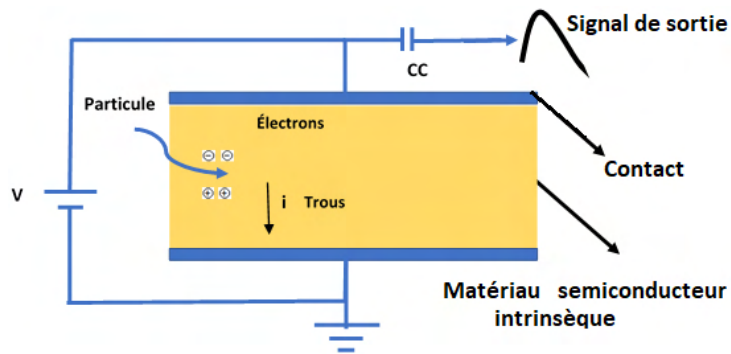 Signal de sortie
CC
Particule
Électrons
Contact
V
i Trous
Matériau semiconducteur
intrinsèque